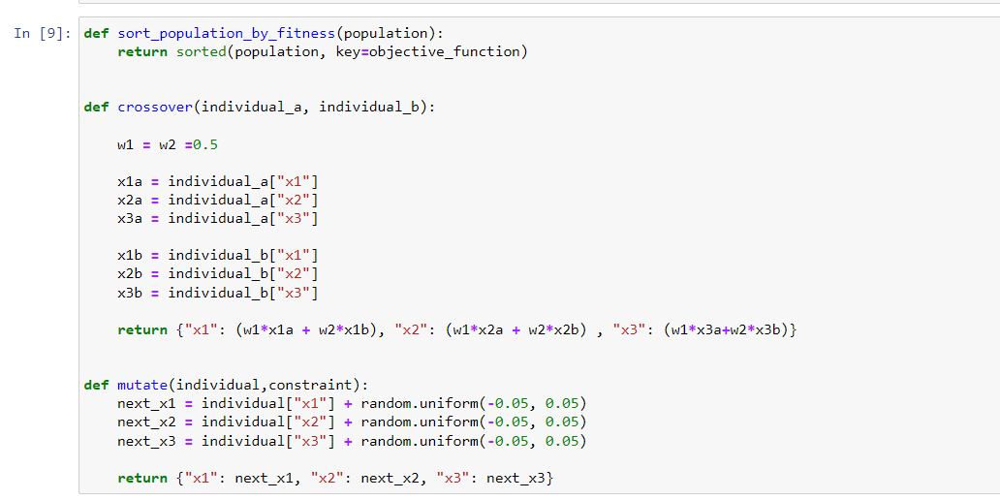 In [9]: def sort_population_by_fitness(population):
    return sorted(population, key=objective_function)
def crossover(individual_a, individual_b):
    w1 = w2 =0.5
    x1a = individual_a["x1"]
    x2a = individual_a["x2"]
    x3a = individual_a["x3"]
    x1b = individual_b["x1"]
    x2b = individual_b["x2"]
    x3b = individual_b["x3"]
    return {"x1": (w1*x1a + w2*x1b), "x2": (w1*x2a + w2*x2b) , "x3": (w1*x3a+w2*x3b)}
def mutate(individual,constraint):
    next_x1 = individual["x1"] + random.uniform(-0.05, 0.05)
    next_x2 = individual["x2"] + random.uniform(-0.05, 0.05)
    next_x3 = individual["x3"] + random.uniform(-0.05, 0.05)
    return {"x1": next_x1, "x2": next_x2, "x3": next_x3}